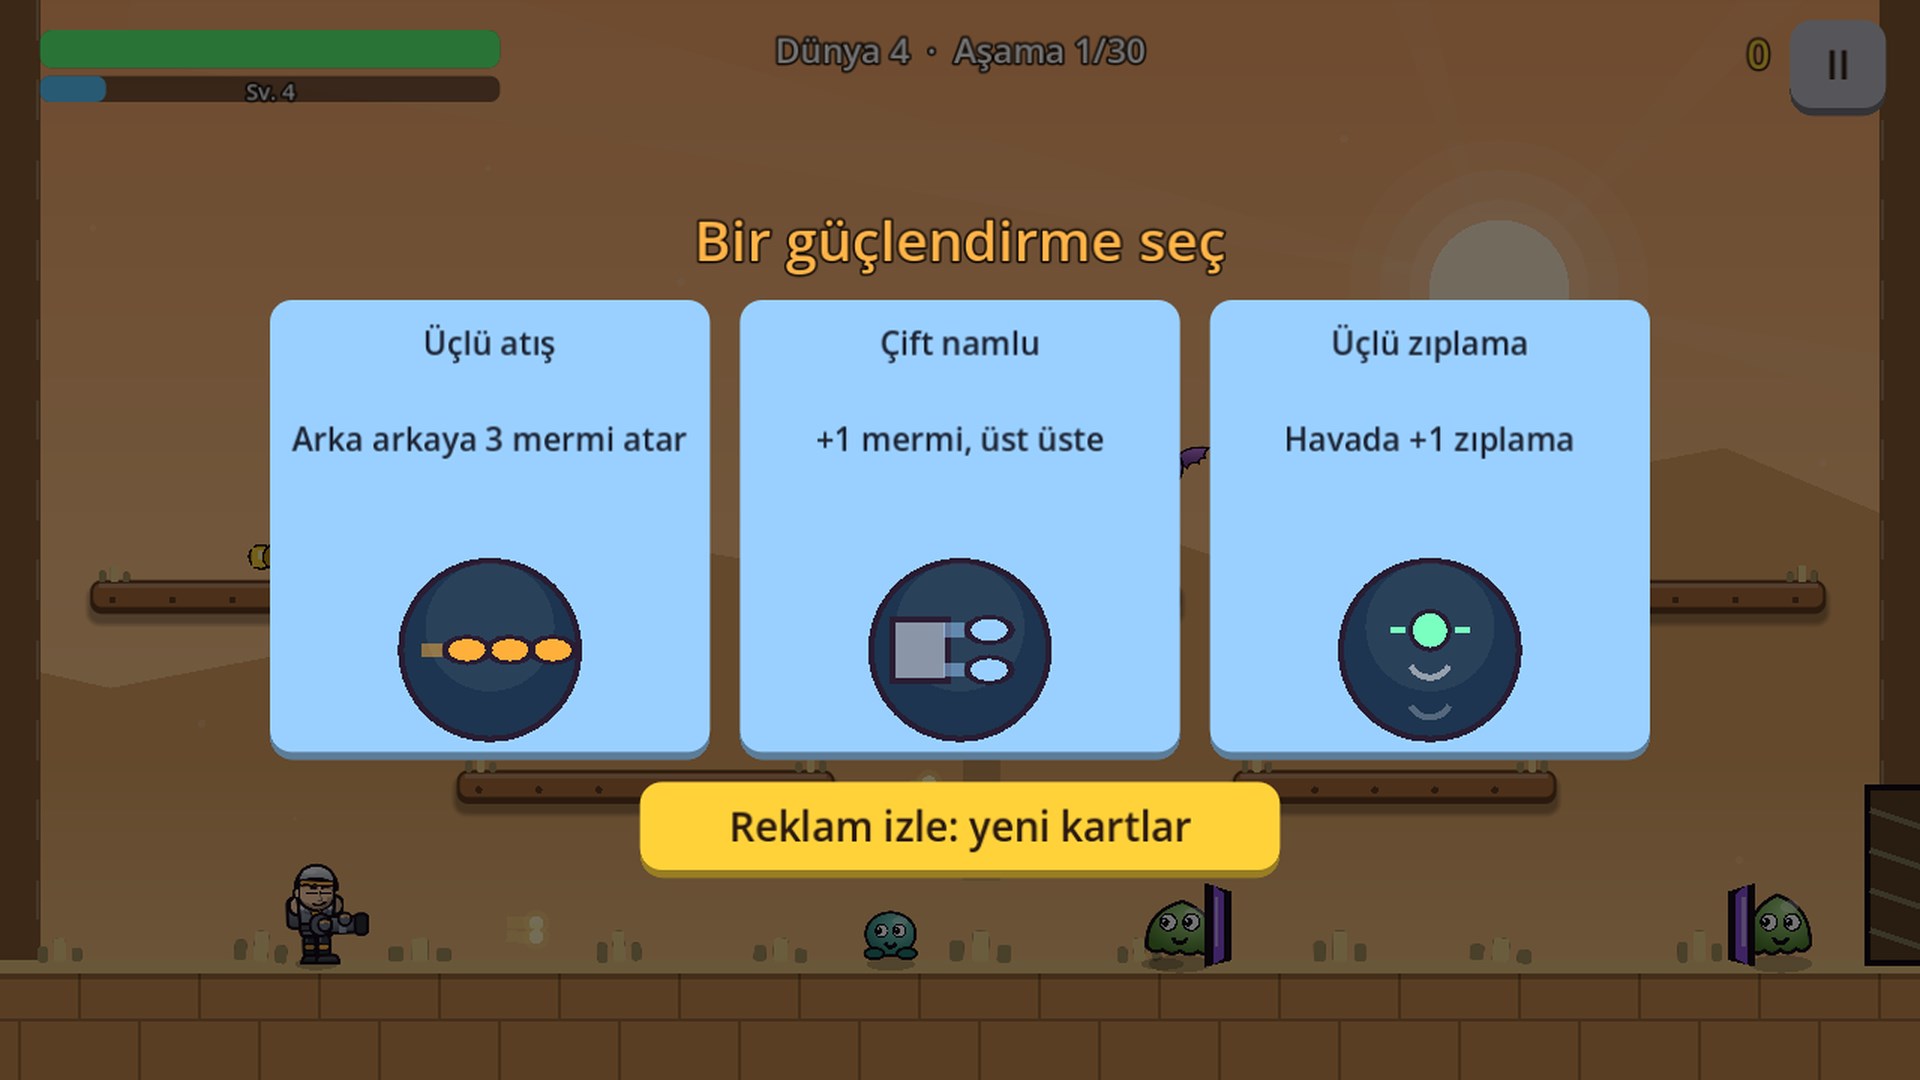 Dünya 4 · Aşama 1/30
0
Sv. 4
Bir güçlendirme seç
Üçlü atış
Arka arkaya 3 mermi atar
Çift namlu
+1 mermi, üst üste
Üçlü zıplama
Havada +1 zıplama
Reklam izle: yeni kartlar